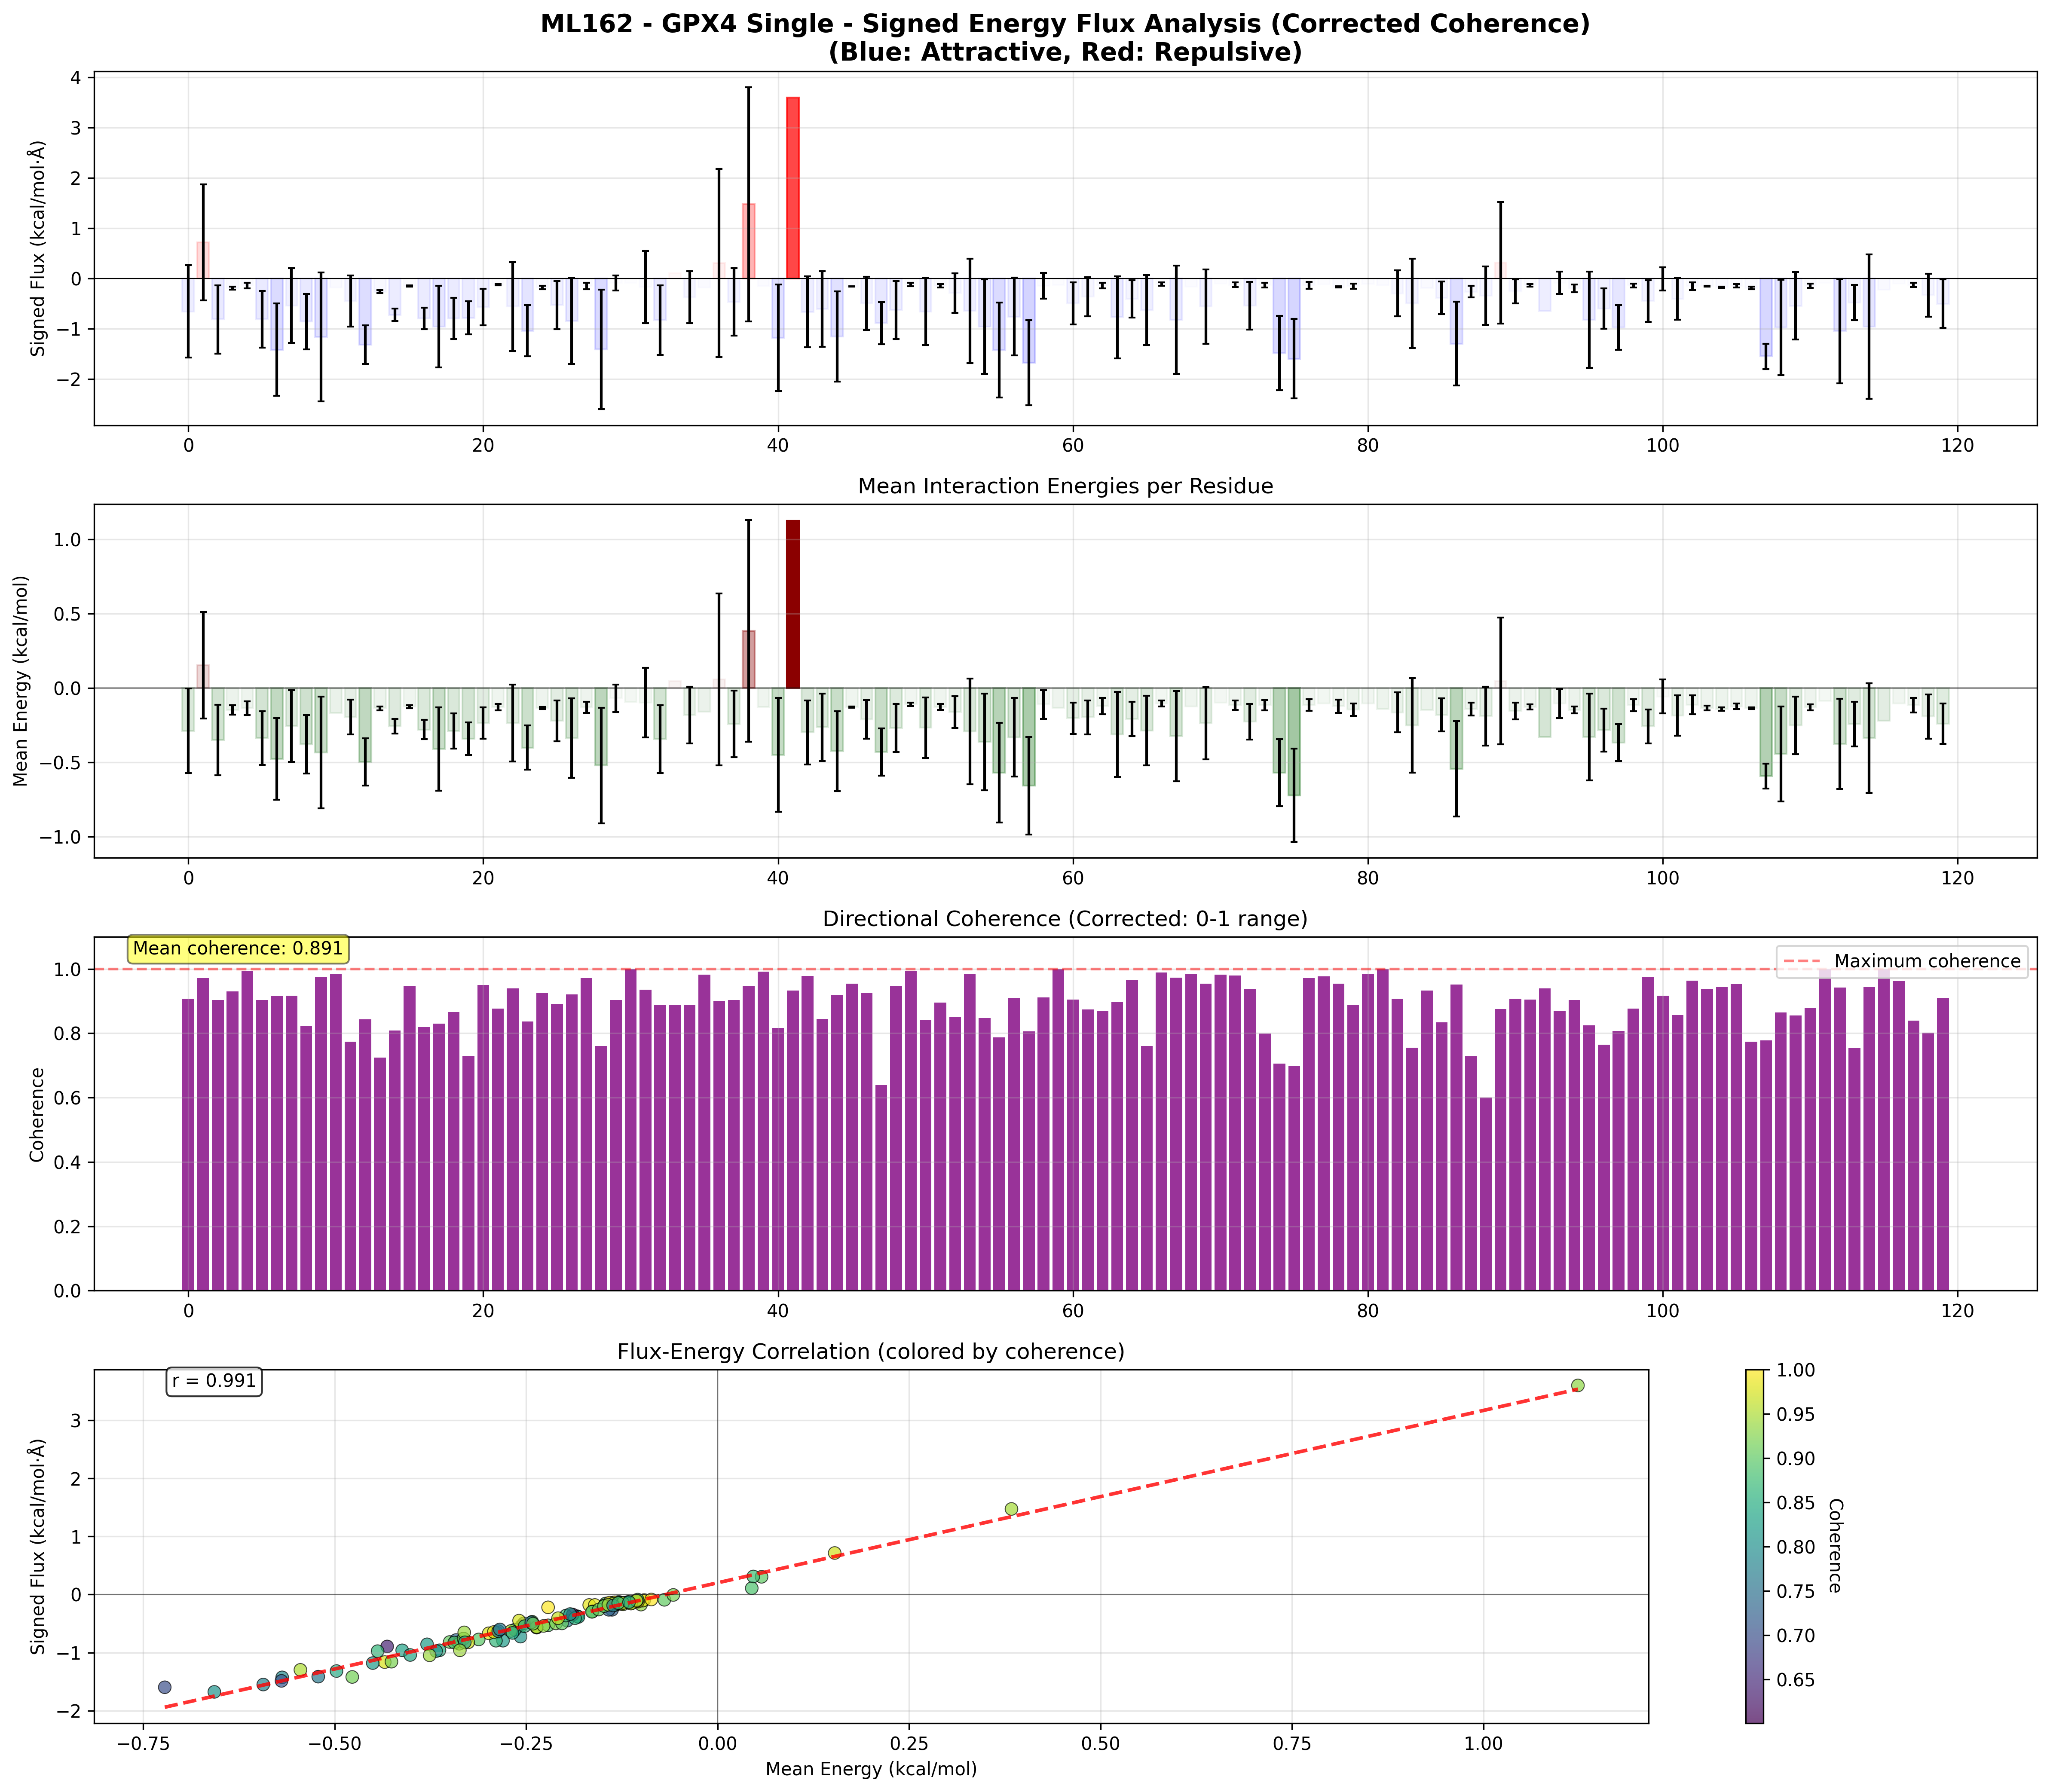 ML162 - GPX4 Single - Signed Energy Flux Analysis (Corrected Coherence)
(Blue: Attractive, Red: Repulsive)
Signed Flux (kcal/mol·Å)
4
3
2
1
0
−1
−2
0 20 40 60 80 100 120
Mean Interaction Energies per Residue
Mean Energy (kcal/mol)
1.0
0.5
0.0
−0.5
−1.0
0 20 40 60 80 100 120
Directional Coherence (Corrected: 0-1 range)
Mean coherence: 0.891
Maximum coherence
Coherence
1.0
0.8
0.6
0.4
0.2
0.0
0 20 40 60 80 100 120
Flux-Energy Correlation (colored by coherence)
r = 0.991
Signed Flux (kcal/mol·Å)
3
2
1
0
−1
−2
−0.75 −0.50 −0.25 0.00 0.25 0.50 0.75 1.00
Mean Energy (kcal/mol)
1.00
0.95
0.90
0.85
0.80
0.75
0.70
0.65
Coherence